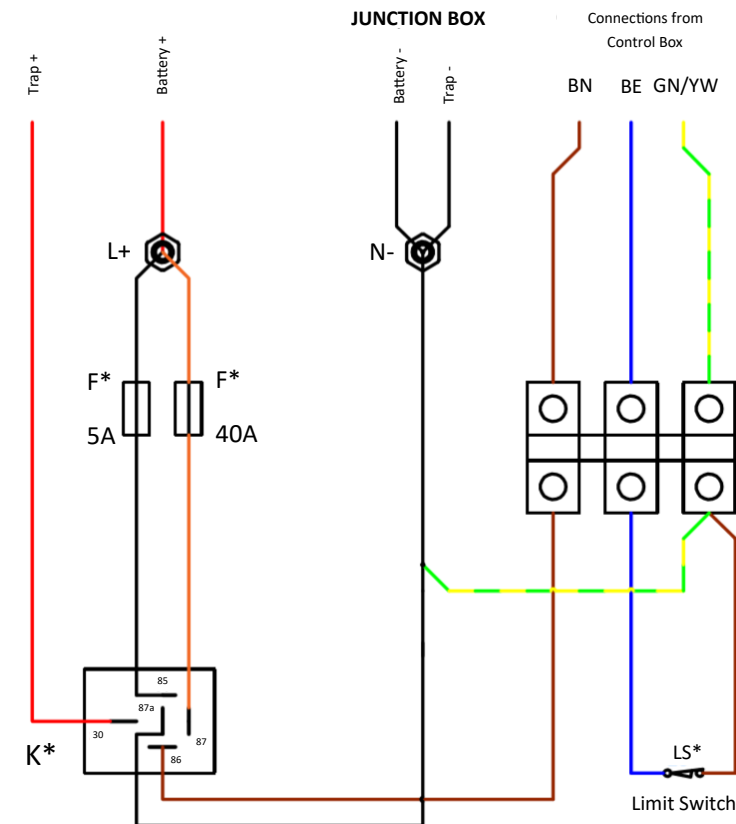 JUNCTION BOX
Connections from
Control Box
Trap +
Battery +
Battery -
Trap -
BN
BE
GN/YW
L+
N-
F*
5A
F*
40A
85
87a
30
87
86
K*
LS*
Limit Switch